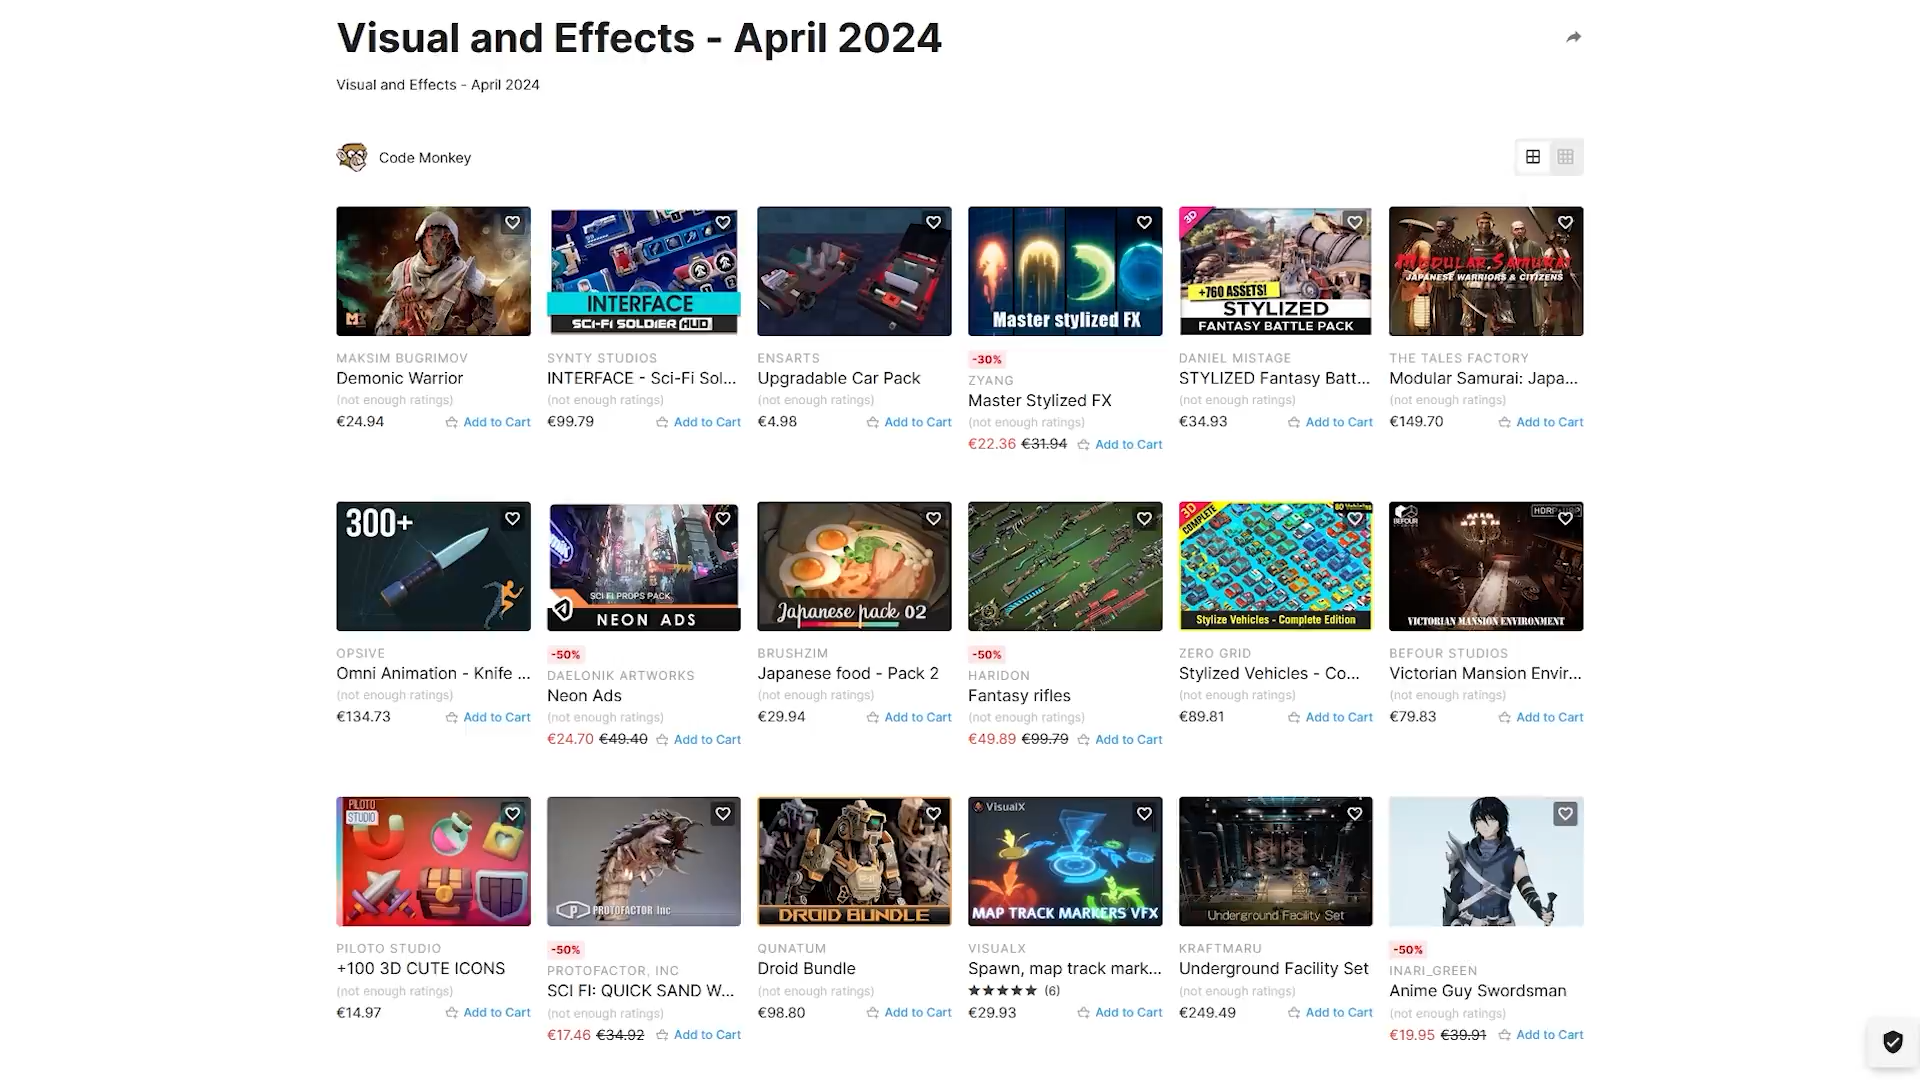 Visual and Effects - April 2024
Visual and Effects - April 2024
Code Monkey
INTERFACE
SCI-FI SOLDIER HUD
Master stylized FX
3D
+760 ASSETS!
STYLIZED
FANTASY BATTLE PACK
MODULAR SAMURAI
JAPANESE WARRIORS & CITIZENS
MAKSIM BUGRIMOV
Demonic Warrior
(not enough ratings)
€24.94
Add to Cart
SYNTY STUDIOS
INTERFACE - Sci-Fi Sol...
(not enough ratings)
€99.79
Add to Cart
ENSARTS
Upgradable Car Pack
(not enough ratings)
€4.98
Add to Cart
-30%
ZYANG
Master Stylized FX
(not enough ratings)
€22.36 €31.94
Add to Cart
DANIEL MISTAGE
STYLIZED Fantasy Batt...
(not enough ratings)
€34.93
Add to Cart
THE TALES FACTORY
Modular Samurai: Japa...
(not enough ratings)
€149.70
Add to Cart
300+
SCI FI PROPS PACK
NEON ADS
Japanese pack 02
3D
COMPLETE
80 Vehicles
Stylize Vehicles - Complete Edition
BEFOUR
HDRP+URP
VICTORIAN MANSION ENVIRONMENT
OPSIVE
Omni Animation - Knife ...
(not enough ratings)
€134.73
Add to Cart
-50%
DAELONIK ARTWORKS
Neon Ads
(not enough ratings)
€24.70 €49.40
Add to Cart
BRUSHZIM
Japanese food - Pack 2
(not enough ratings)
€29.94
Add to Cart
-50%
HARIDON
Fantasy rifles
(not enough ratings)
€49.89 €99.79
Add to Cart
ZERO GRID
Stylized Vehicles - Co...
(not enough ratings)
€89.81
Add to Cart
BEFOUR STUDIOS
Victorian Mansion Envir...
(not enough ratings)
€79.83
Add to Cart
PILOTO
STUDIO
PROTOFACTOR Inc
DROID BUNDLE
VisualX
MAP TRACK MARKERS VFX
Underground Facility Set
PILOTO STUDIO
+100 3D CUTE ICONS
(not enough ratings)
€14.97
Add to Cart
-50%
PROTOFACTOR, INC
SCI FI: QUICK SAND W...
(not enough ratings)
€17.46 €34.92
Add to Cart
QUNATUM
Droid Bundle
(not enough ratings)
€98.80
Add to Cart
VISUALX
Spawn, map track mark...
★★★★★ (6)
€29.93
Add to Cart
KRAFTMARU
Underground Facility Set
(not enough ratings)
€249.49
Add to Cart
-50%
INARI_GREEN
Anime Guy Swordsman
(not enough ratings)
€19.95 €39.91
Add to Cart